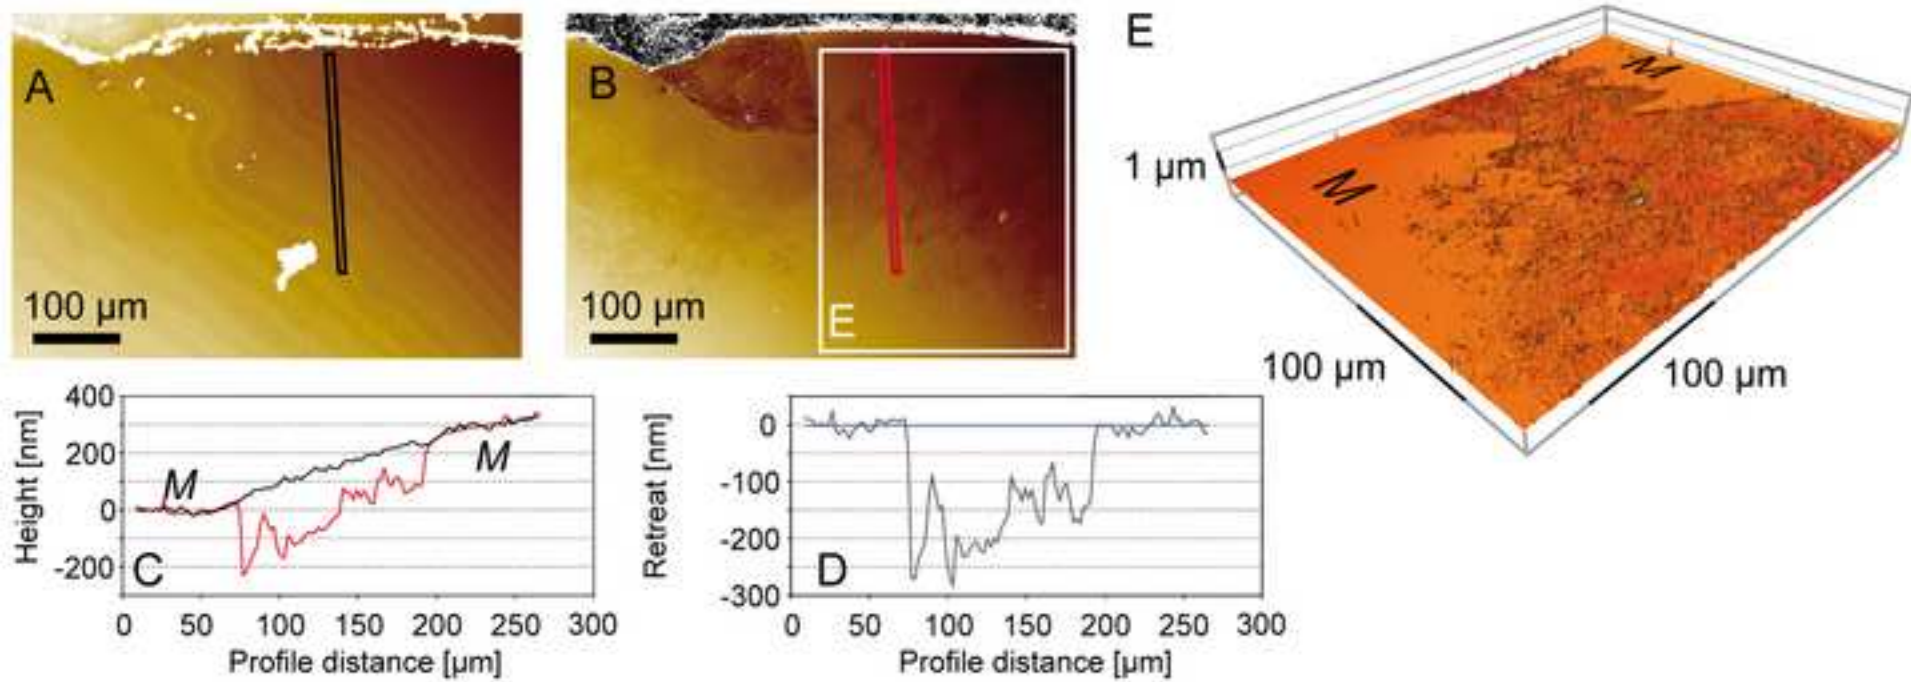 A
100 µm
B
100 µm
E
E
M
M
1 µm
100 µm
100 µm
Height [nm]
400
200
0
-200
M
M
C
0 50 100 150 200 250 300
Profile distance [µm]
Retreat [nm]
0
-100
-200
-300
D
0 50 100 150 200 250 300
Profile distance [µm]